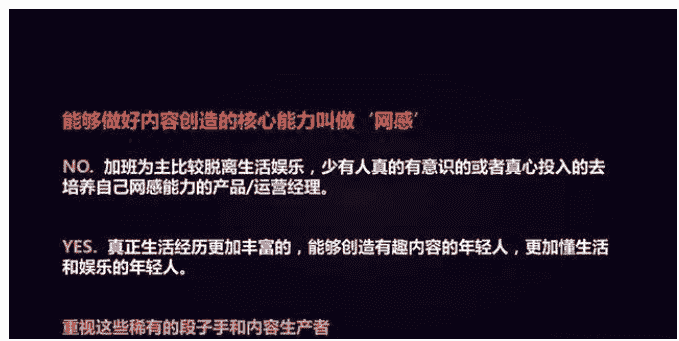 能够做好内容创造的核心能力叫做‘网感’
NO. 加班为主比较脱离生活娱乐，少有人真的有意识的或者真心投入的去
培养自己网感能力的产品/运营经理。
YES. 真正生活经历更加丰富的，能够创造有趣内容的年轻人，更加懂生活
和娱乐的年轻人。
重视这些稀有的段子手和内容生产者